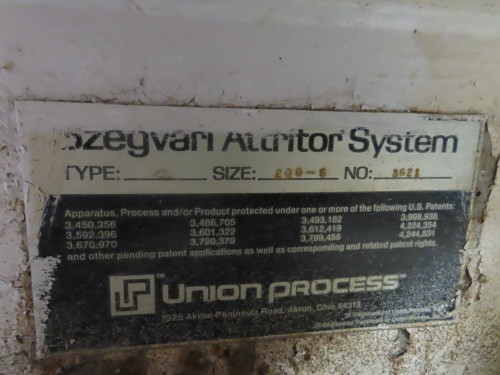 Szegvari Attritor System
TYPE: SIZE: 200-S NO: 3621
Apparatus, Process and/or Product protected under one or more of the following U.S. Patents:
3,450,356 3,486,705 3,493,182 3,998,938
3,592,396 3,601,322 3,612,419 4,224,354
3,670,970 3,720,379 3,799,455 4,244,531
and other pending patent applications as well as corresponding and related patent rights.
UP UNION PROCESS
1925 Akron-Peninsula Road, Akron, Ohio 44313